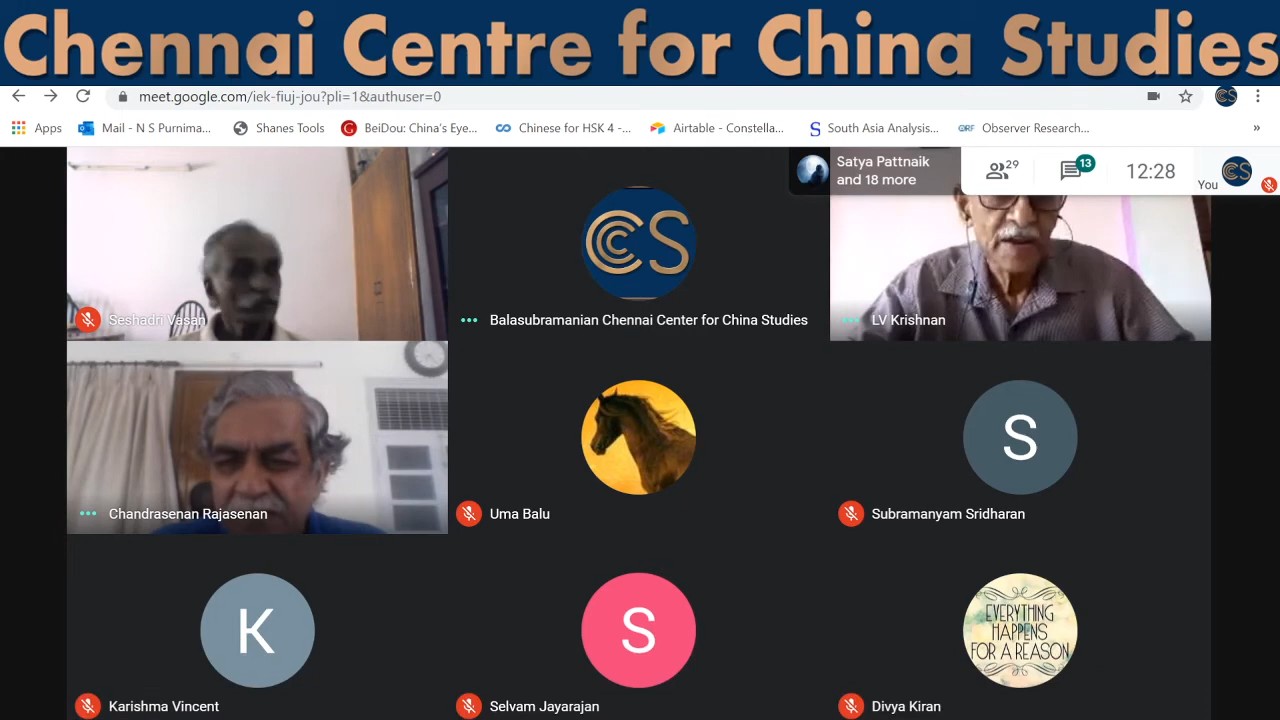 Chennai Centre for China Studies
meet.google.com/iek-fiuj-jou?pli=1&authuser=0
Apps
Mail - N S Purnima...
Shanes Tools
BeiDou: China's Eye...
Chinese for HSK 4 -...
Airtable - Constella...
South Asia Analysis...
ORF
Observer Research...
»
Satya Pattnaik
and 18 more
29
13
12:28
You
CCCS
Seshadri Vasan
Balasubramanian Chennai Center for China Studies
LV Krishnan
Chandrasenan Rajasenan
Uma Balu
S
Subramanyam Sridharan
K
S
EVERYTHING
HAPPENS
FOR A REASON
Karishma Vincent
Selvam Jayarajan
Divya Kiran